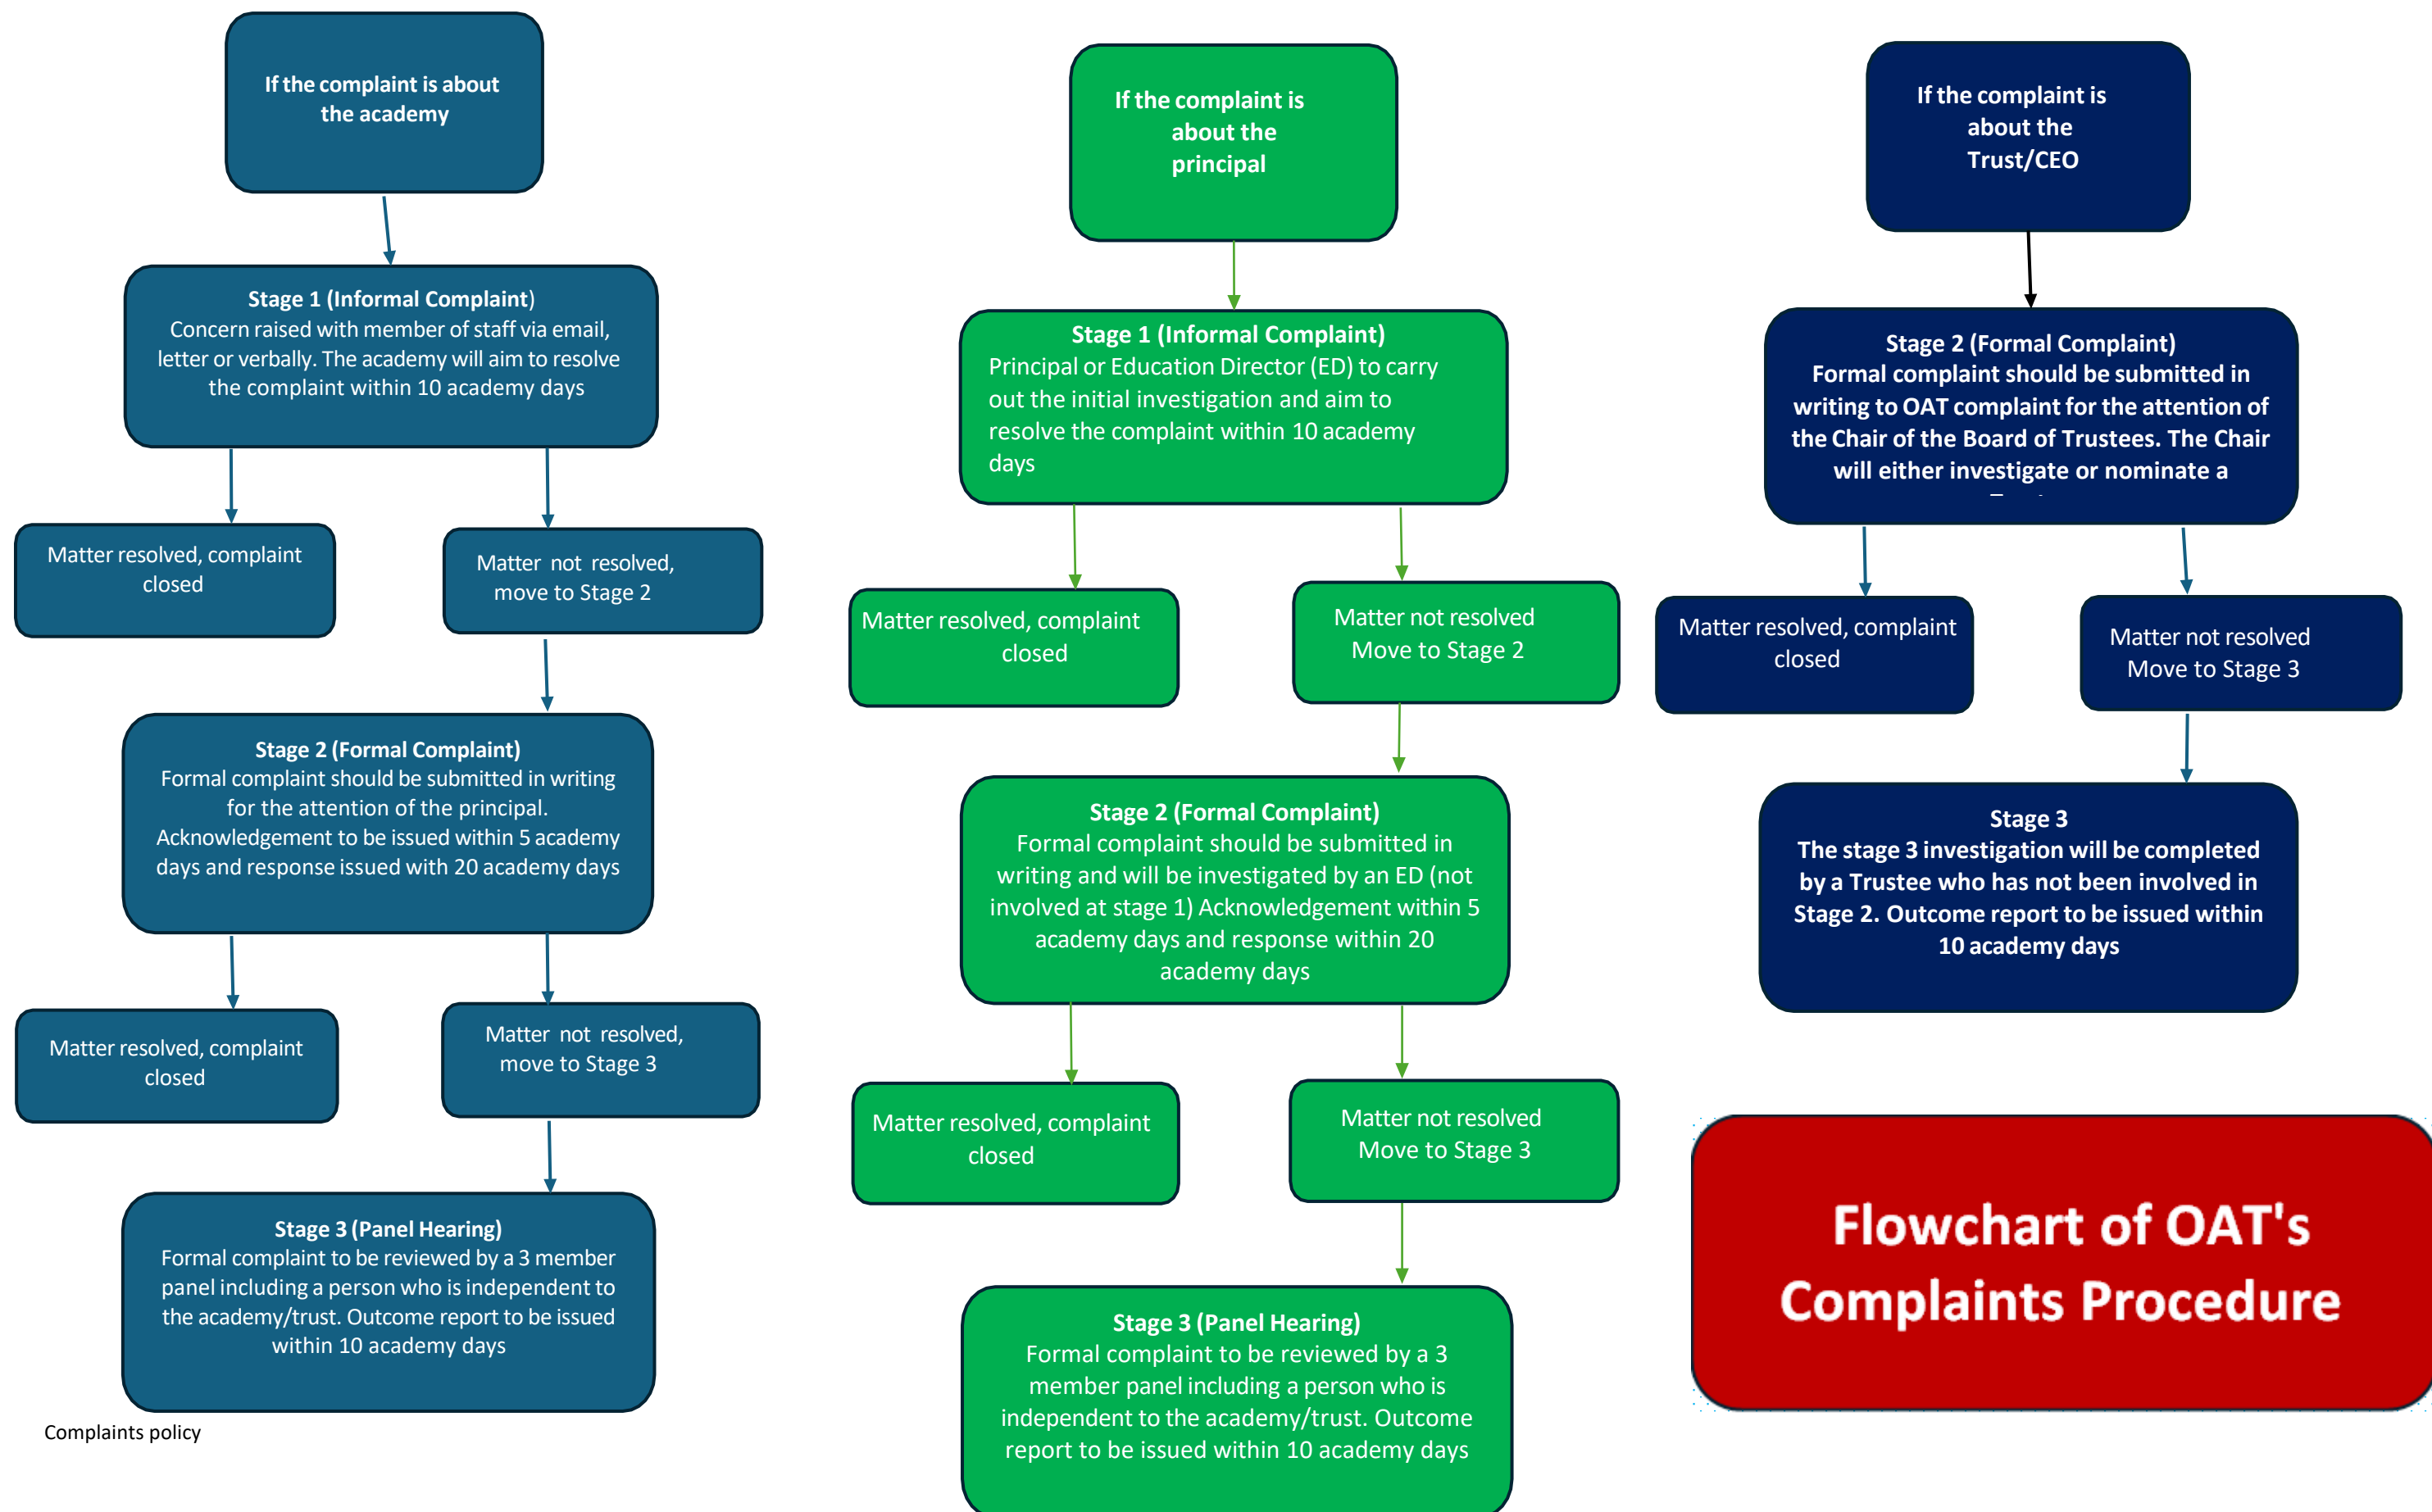 If the complaint is about
the academy
Stage 1 (Informal Complaint)
Concern raised with member of staff via email,
letter or verbally. The academy will aim to resolve
the complaint within 10 academy days
Matter resolved, complaint
closed
Matter not resolved,
move to Stage 2
Stage 2 (Formal Complaint)
Formal complaint should be submitted in writing
for the attention of the principal.
Acknowledgement to be issued within 5 academy
days and response issued with 20 academy days
Matter resolved, complaint
closed
Matter not resolved,
move to Stage 3
Stage 3 (Panel Hearing)
Formal complaint to be reviewed by a 3 member
panel including a person who is independent to
the academy/trust. Outcome report to be issued
within 10 academy days
Complaints policy
If the complaint is
about the
principal
Stage 1 (Informal Complaint)
Principal or Education Director (ED) to carry
out the initial investigation and aim to
resolve the complaint within 10 academy
days
Matter resolved, complaint
closed
Matter not resolved
Move to Stage 2
Stage 2 (Formal Complaint)
Formal complaint should be submitted in
writing and will be investigated by an ED (not
involved at stage 1) Acknowledgement within 5
academy days and response within 20
academy days
Matter resolved, complaint
closed
Matter not resolved
Move to Stage 3
Stage 3 (Panel Hearing)
Formal complaint to be reviewed by a 3
member panel including a person who is
independent to the academy/trust. Outcome
report to be issued within 10 academy days
If the complaint is
about the
Trust/CEO
Stage 2 (Formal Complaint)
Formal complaint should be submitted in
writing to OAT complaint for the attention of
the Chair of the Board of Trustees. The Chair
will either investigate or nominate a
Matter resolved, complaint
closed
Matter not resolved
Move to Stage 3
Stage 3
The stage 3 investigation will be completed
by a Trustee who has not been involved in
Stage 2. Outcome report to be issued within
10 academy days
Flowchart of OAT's
Complaints Procedure